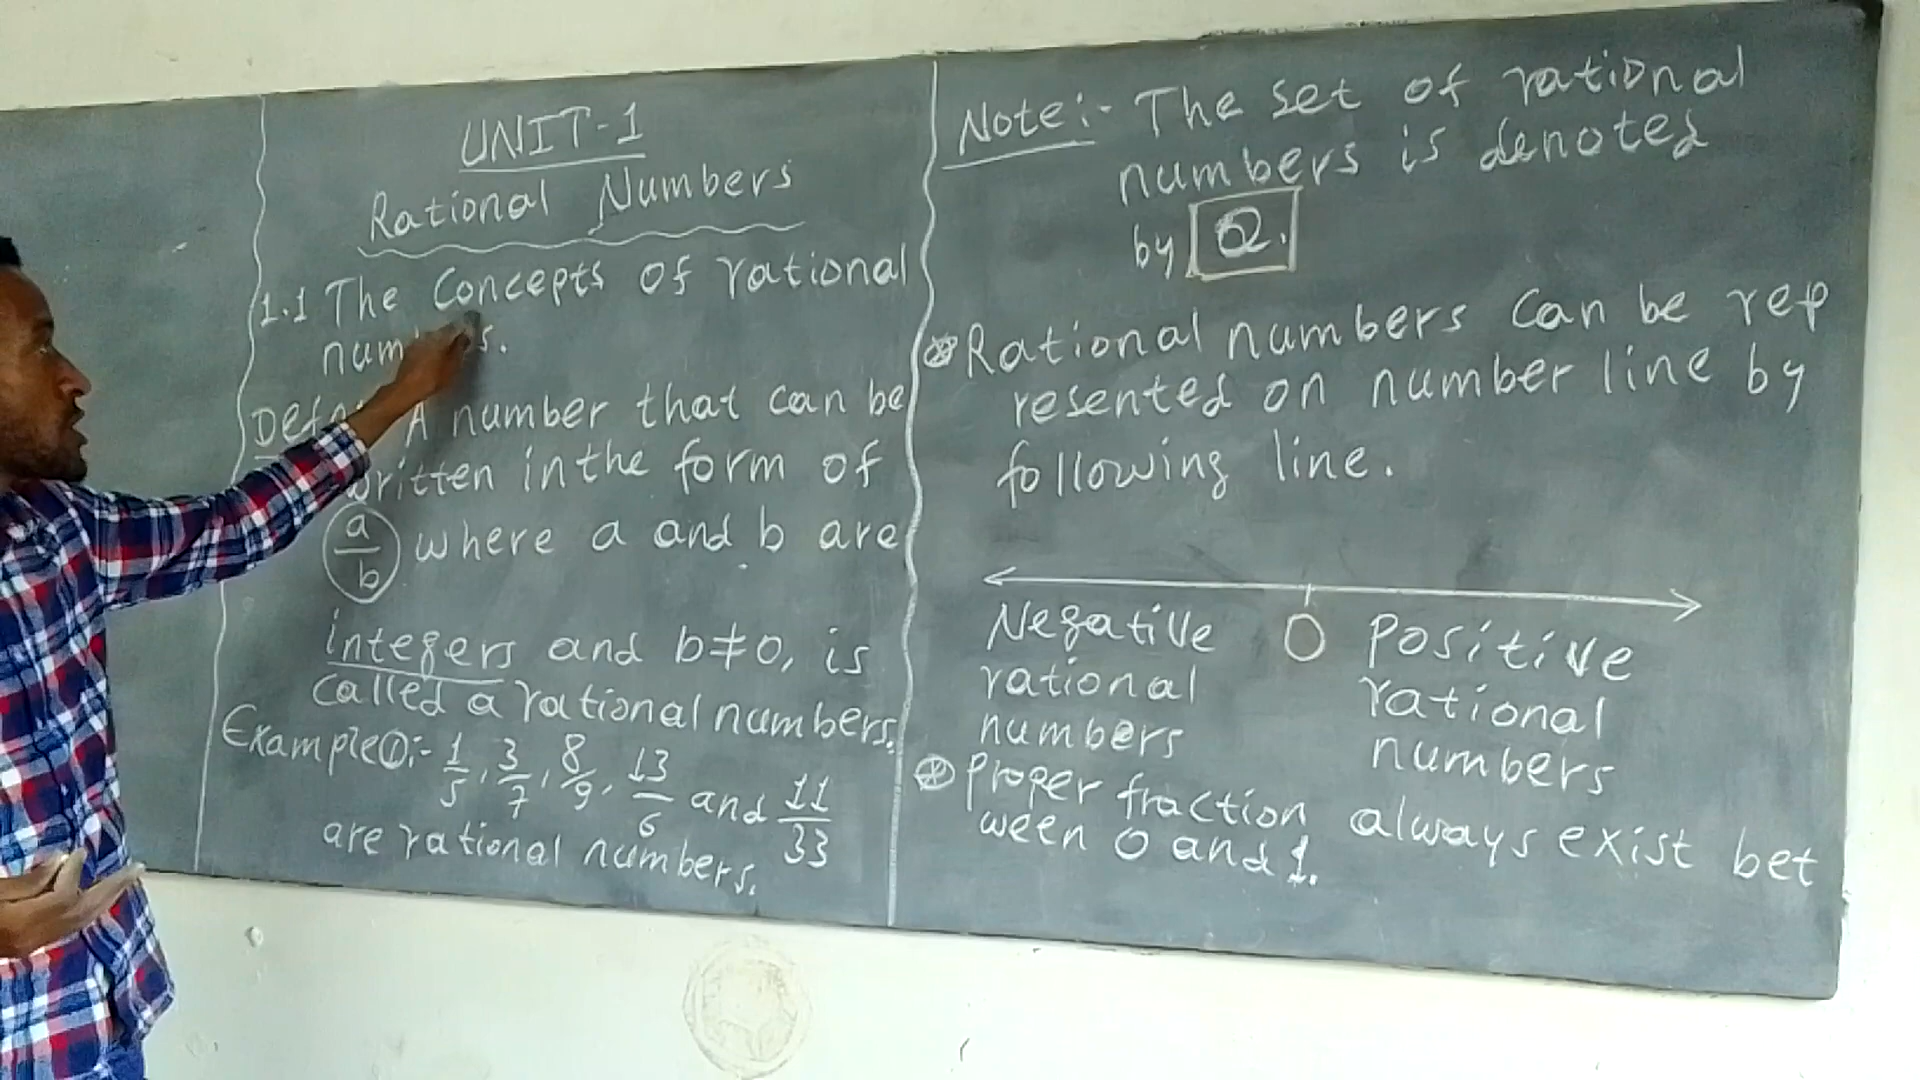 UNIT-1
Rational Numbers
1.1 The Concepts of rational
Defn A number that can be
written in the form of
a/b where a and b are
integers and b≠0, is
called a rational numbers.
Example①:- 1/5, 3/7, 8/9, 13/6 and 11/33
are rational numbers.
Note:- The set of rational
numbers is denoted
by Q.
Rational numbers can be rep
resented on number line by
following line.
Negative 0 Positive
rational rational
numbers numbers
Proper fraction always exist bet
ween 0 and 1.